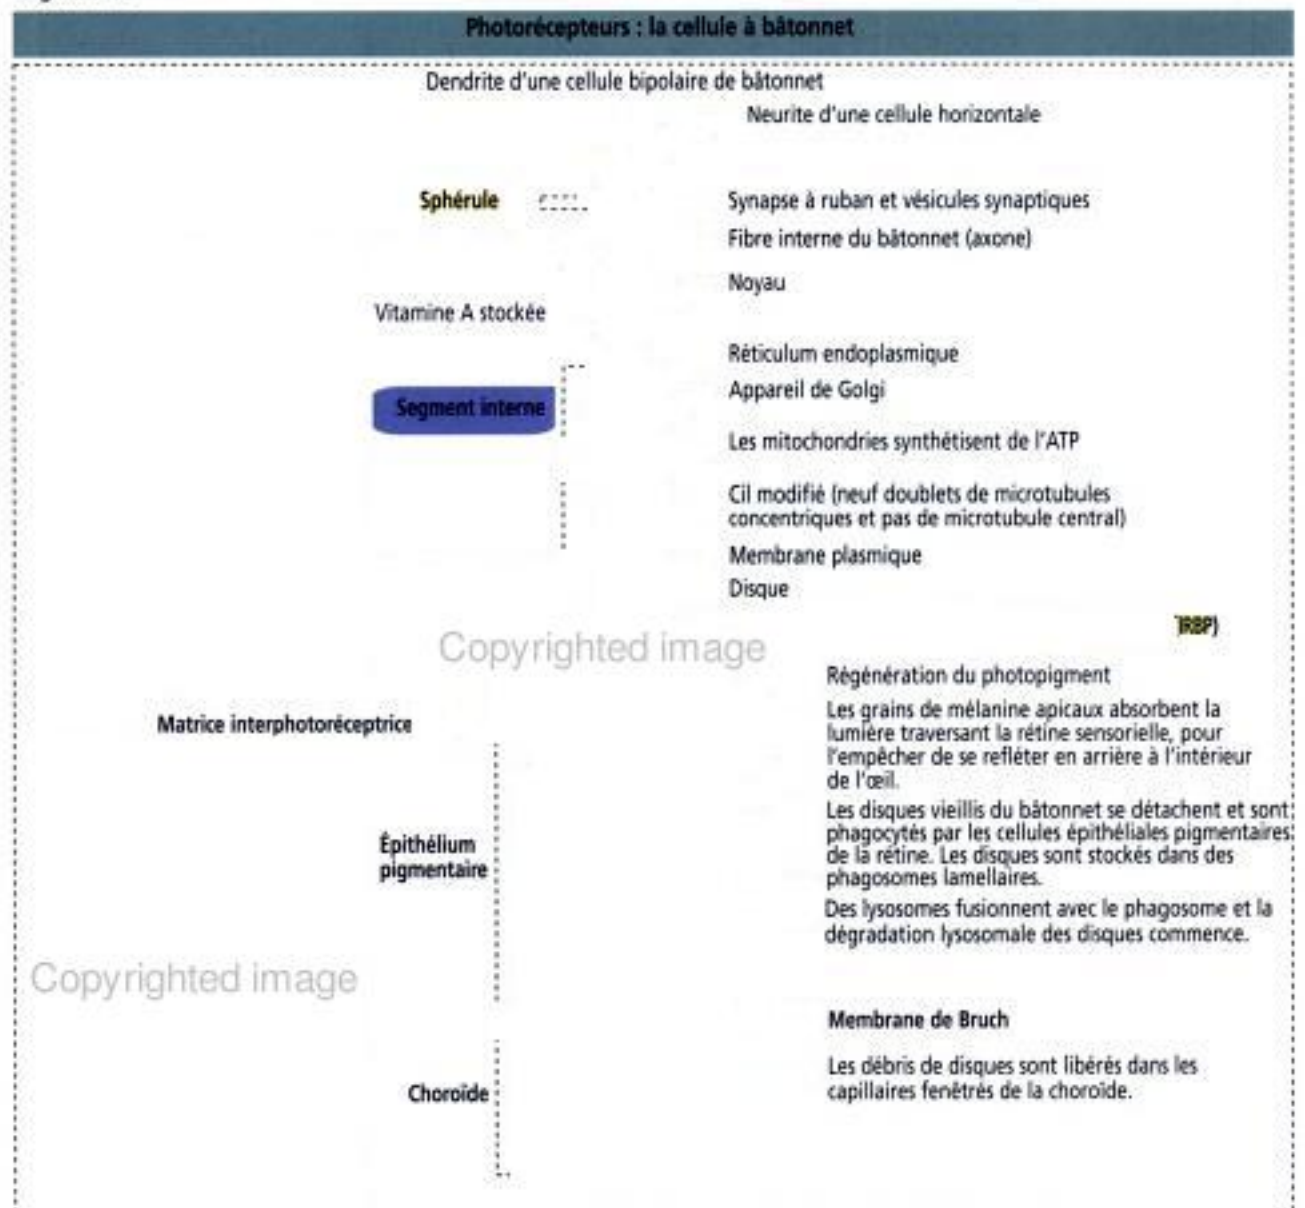 Photorécepteurs : la cellule à bâtonnet
Dendrite d'une cellule bipolaire de bâtonnet
Neurite d'une cellule horizontale
Sphérule
Synapse à ruban et vésicules synaptiques
Fibre interne du bâtonnet (axone)
Noyau
Vitamine A stockée
Réticulum endoplasmique
Appareil de Golgi
Segment interne
Les mitochondries synthétisent de l'ATP
Cil modifié (neuf doublets de microtubules
concentriques et pas de microtubule central)
Membrane plasmique
Disque
IRBP)
Copyrighted image
Régénération du photopigment
Matrice interphotoréceptrice
Les grains de mélanine apicaux absorbent la
lumière traversant la rétine sensorielle, pour
l'empêcher de se refléter en arrière à l'intérieur
de l'œil.
Les disques vieillis du bâtonnet se détachent et sont
phagocytés par les cellules épithéliales pigmentaires
de la rétine. Les disques sont stockés dans des
phagosomes lamellaires.
Épithélium
pigmentaire
Des lysosomes fusionnent avec le phagosome et la
dégradation lysosomale des disques commence.
Copyrighted image
Membrane de Bruch
Les débris de disques sont libérés dans les
capillaires fenêtrés de la choroïde.
Choroïde